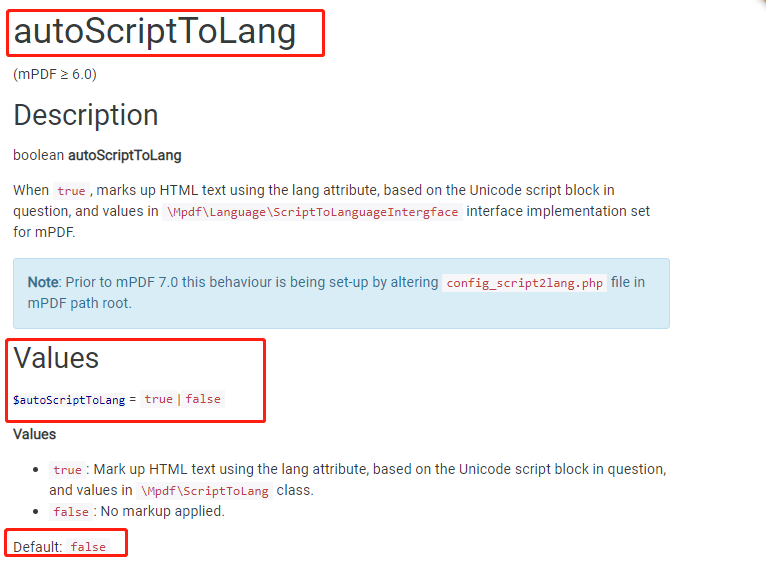 autoScriptToLang
(mPDF ≥ 6.0)
Description
boolean autoScriptToLang
When true, marks up HTML text using the lang attribute, based on the Unicode script block in
question, and values in \Mpdf\Language\ScriptToLanguageIntergface interface implementation set
for mPDF.
Note: Prior to mPDF 7.0 this behaviour is being set-up by altering config_script2lang.php file in
mPDF path root.
Values
$autoScriptToLang = true | false
Values
• true : Mark up HTML text using the lang attribute, based on the Unicode script block in question,
and values in \Mpdf\ScriptToLang class.
• false : No markup applied.
Default: false